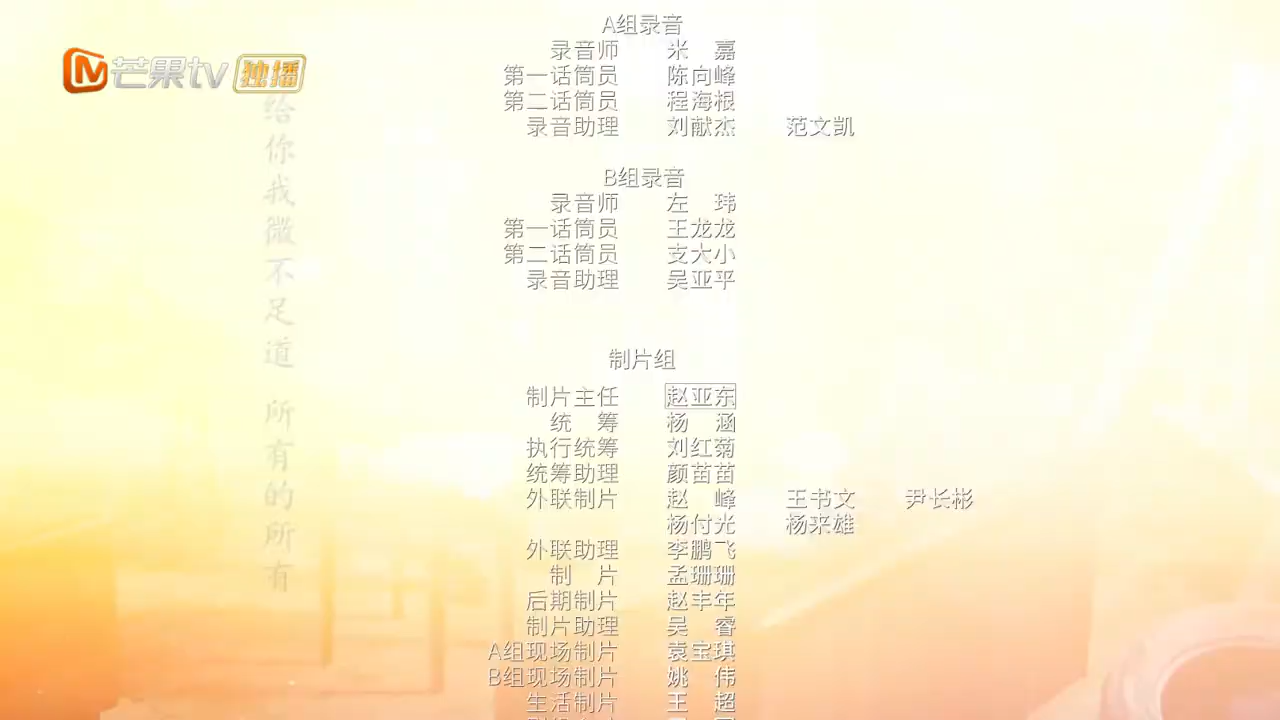 芒果tv 独播
给你我微不足道 所有的所有
A组录音
录音师 米 嘉
第一话筒员 陈向峰
第二话筒员 程海根
录音助理 刘献杰 范文凯
B组录音
录音师 左 玮
第一话筒员 王龙龙
第二话筒员 支大小
录音助理 吴亚平
制片组
制片主任 赵亚东
统 筹 杨 涵
执行统筹 刘红菊
统筹助理 颜苗苗
外联制片 赵 峰 王书文 尹长彬
杨付光 杨来雄
外联助理 李鹏飞
制 片 孟珊珊
后期制片 赵丰年
制片助理 吴 睿
A组现场制片 袁宝琪
B组现场制片 姚 伟
生活制片 王 超